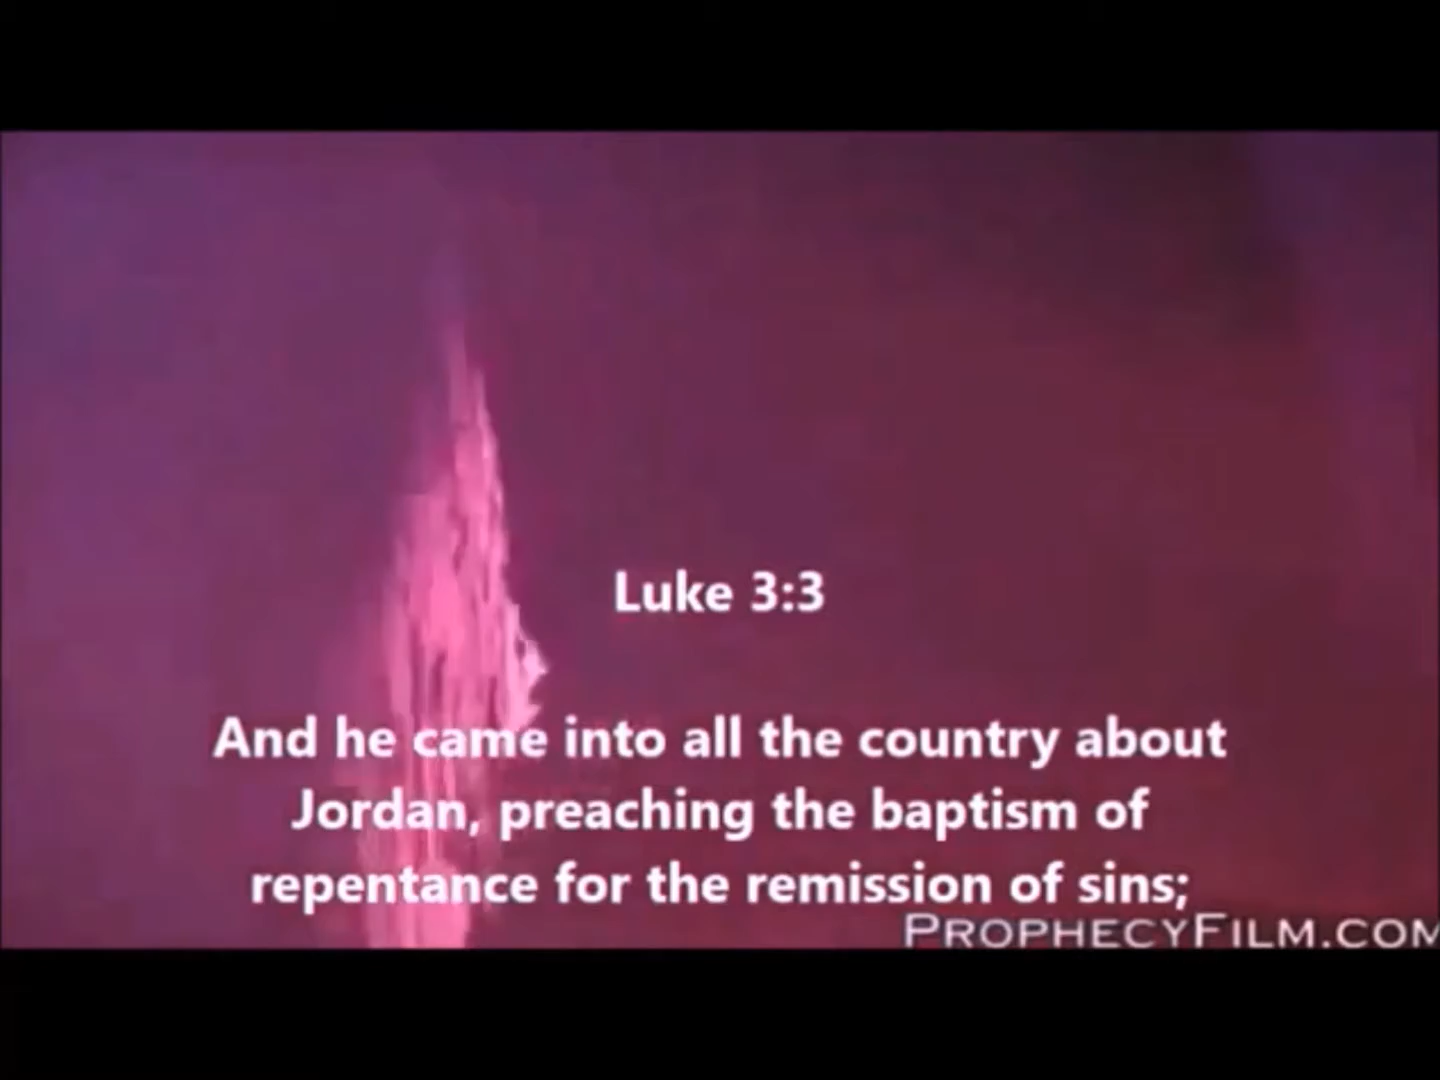 Luke 3:3
And he came into all the country about
Jordan, preaching the baptism of
repentance for the remission of sins;
PROPHECYFILM.COM